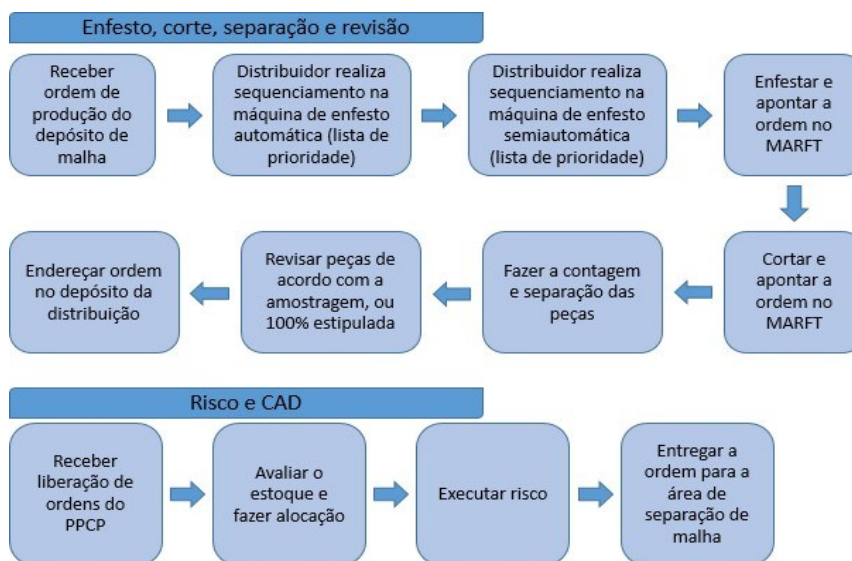 Enfesto, corte, separação e revisão
Receber
ordem de
produção do
depósito de
malha
Distribuidor realiza
sequenciamento na
máquina de enfesto
automática (lista de
prioridade)
Distribuidor realiza
sequenciamento na
máquina de enfesto
semiautomática
(lista de prioridade)
Enfestar e
apontar a
ordem no
MARFT
Cortar e
apontar a
ordem no
MARFT
Fazer a contagem
e separação das
peças
Revisar peças de
acordo com a
amostragem, ou
100% estipulada
Endereçar ordem
no depósito da
distribuição
Risco e CAD
Receber
liberação de
ordens do
PPCP
Avaliar o
estoque e
fazer alocação
Executar risco
Entregar a
ordem para a
área de
separação de
malha